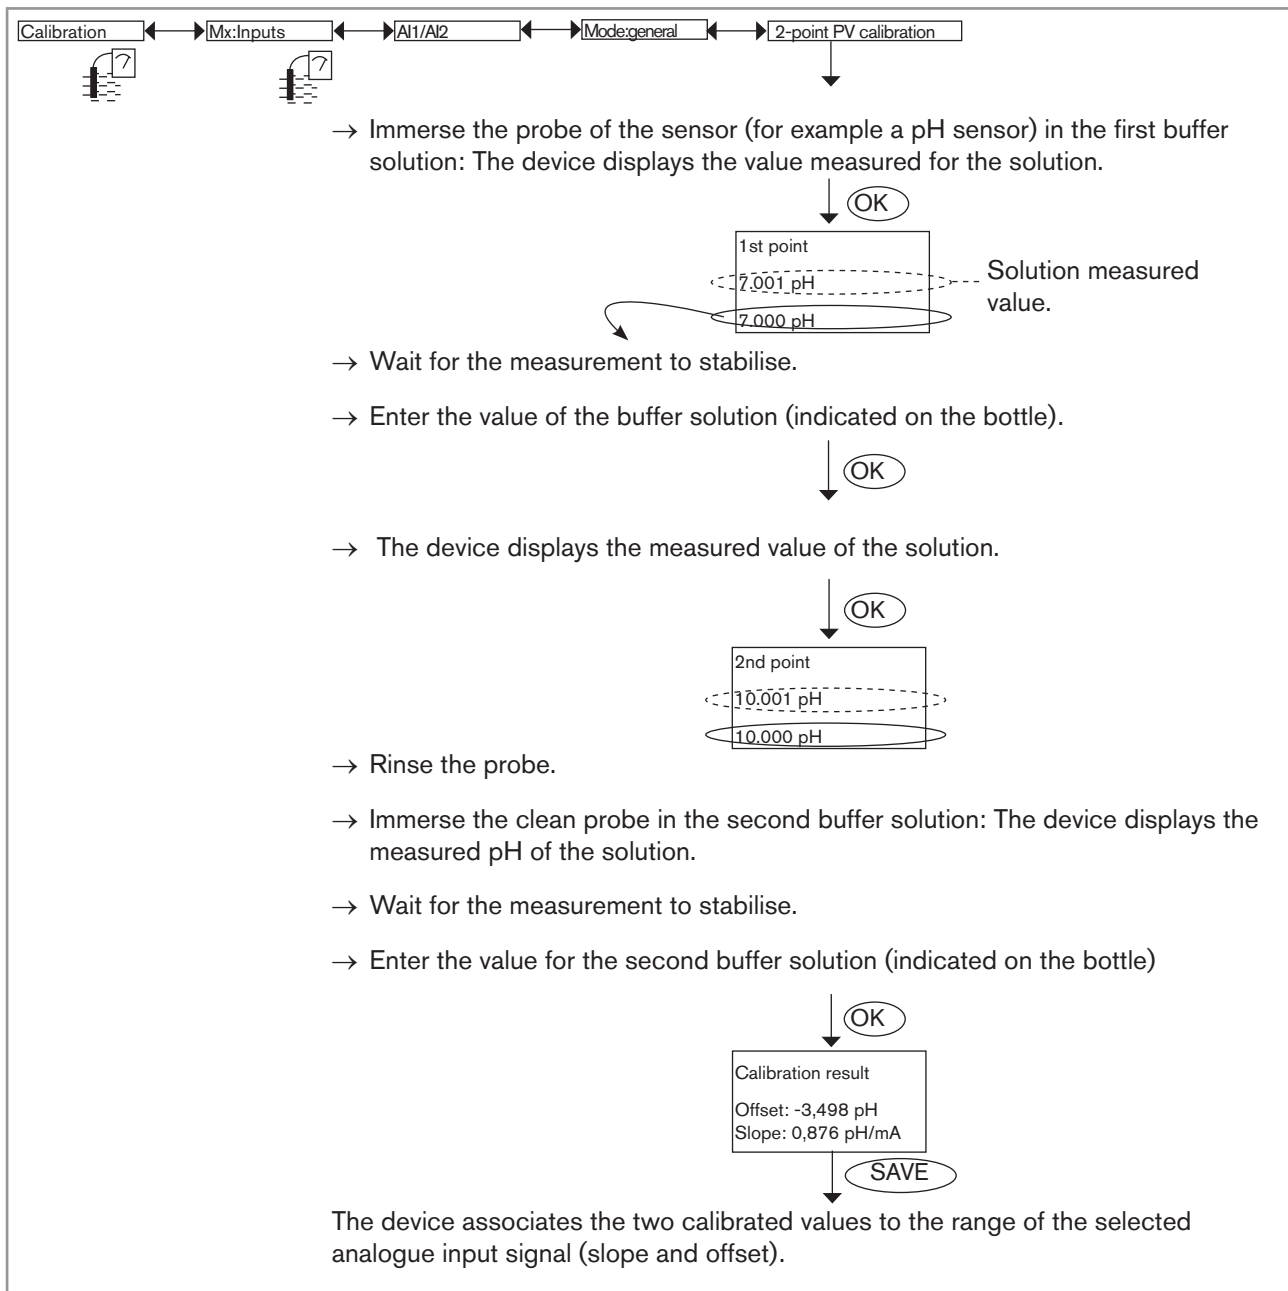 Calibration Mx:Inputs AI1/AI2 Mode:general 2-point PV calibration
→ Immerse the probe of the sensor (for example a pH sensor) in the first buffer
solution: The device displays the value measured for the solution.
OK
1st point
7.001 pH
7.000 pH
Solution measured
value.
→ Wait for the measurement to stabilise.
→ Enter the value of the buffer solution (indicated on the bottle).
OK
→ The device displays the measured value of the solution.
OK
2nd point
10.001 pH
10.000 pH
→ Rinse the probe.
→ Immerse the clean probe in the second buffer solution: The device displays the
measured pH of the solution.
→ Wait for the measurement to stabilise.
→ Enter the value for the second buffer solution (indicated on the bottle)
OK
Calibration result
Offset: -3,498 pH
Slope: 0,876 pH/mA
SAVE
The device associates the two calibrated values to the range of the selected
analogue input signal (slope and offset).